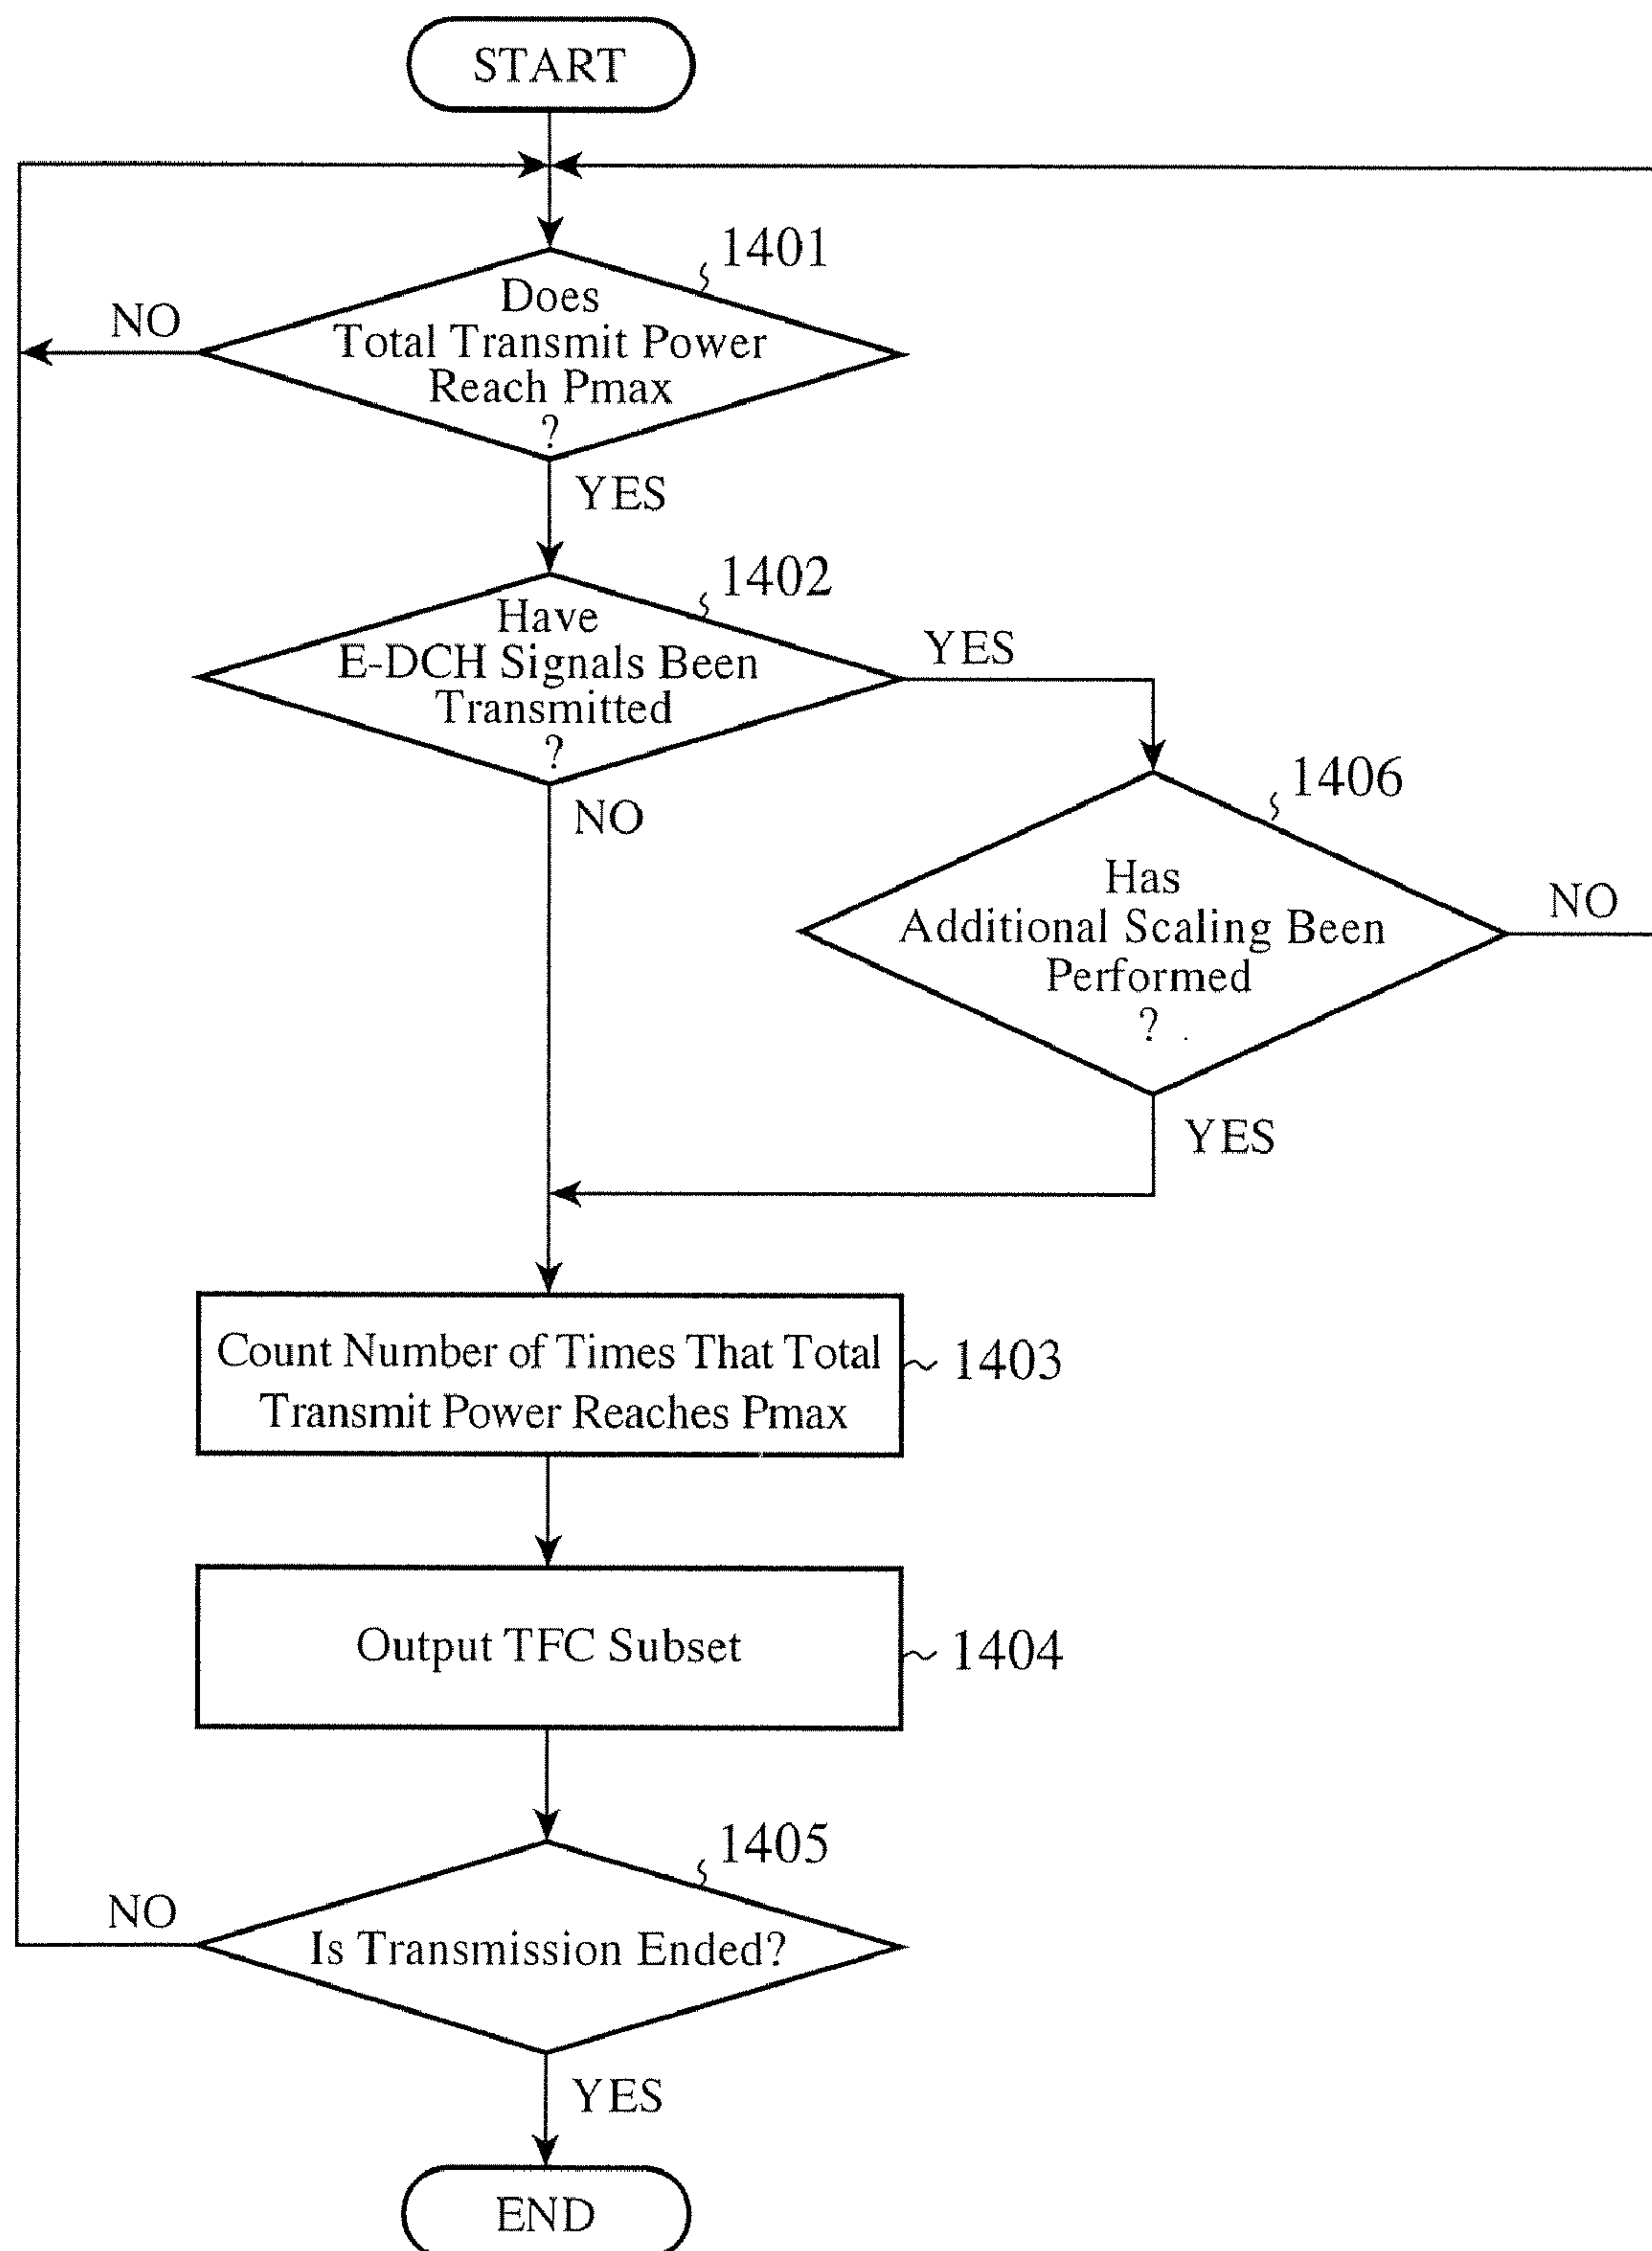 START
1401
Does
Total Transmit Power
Reach Pmax
?
NO
YES
1402
Have
E-DCH Signals Been
Transmitted
?
YES
NO
1406
Has
Additional Scaling Been
Performed
?
NO
YES
Count Number of Times That Total
Transmit Power Reaches Pmax
1403
Output TFC Subset
1404
1405
Is Transmission Ended?
NO
YES
END